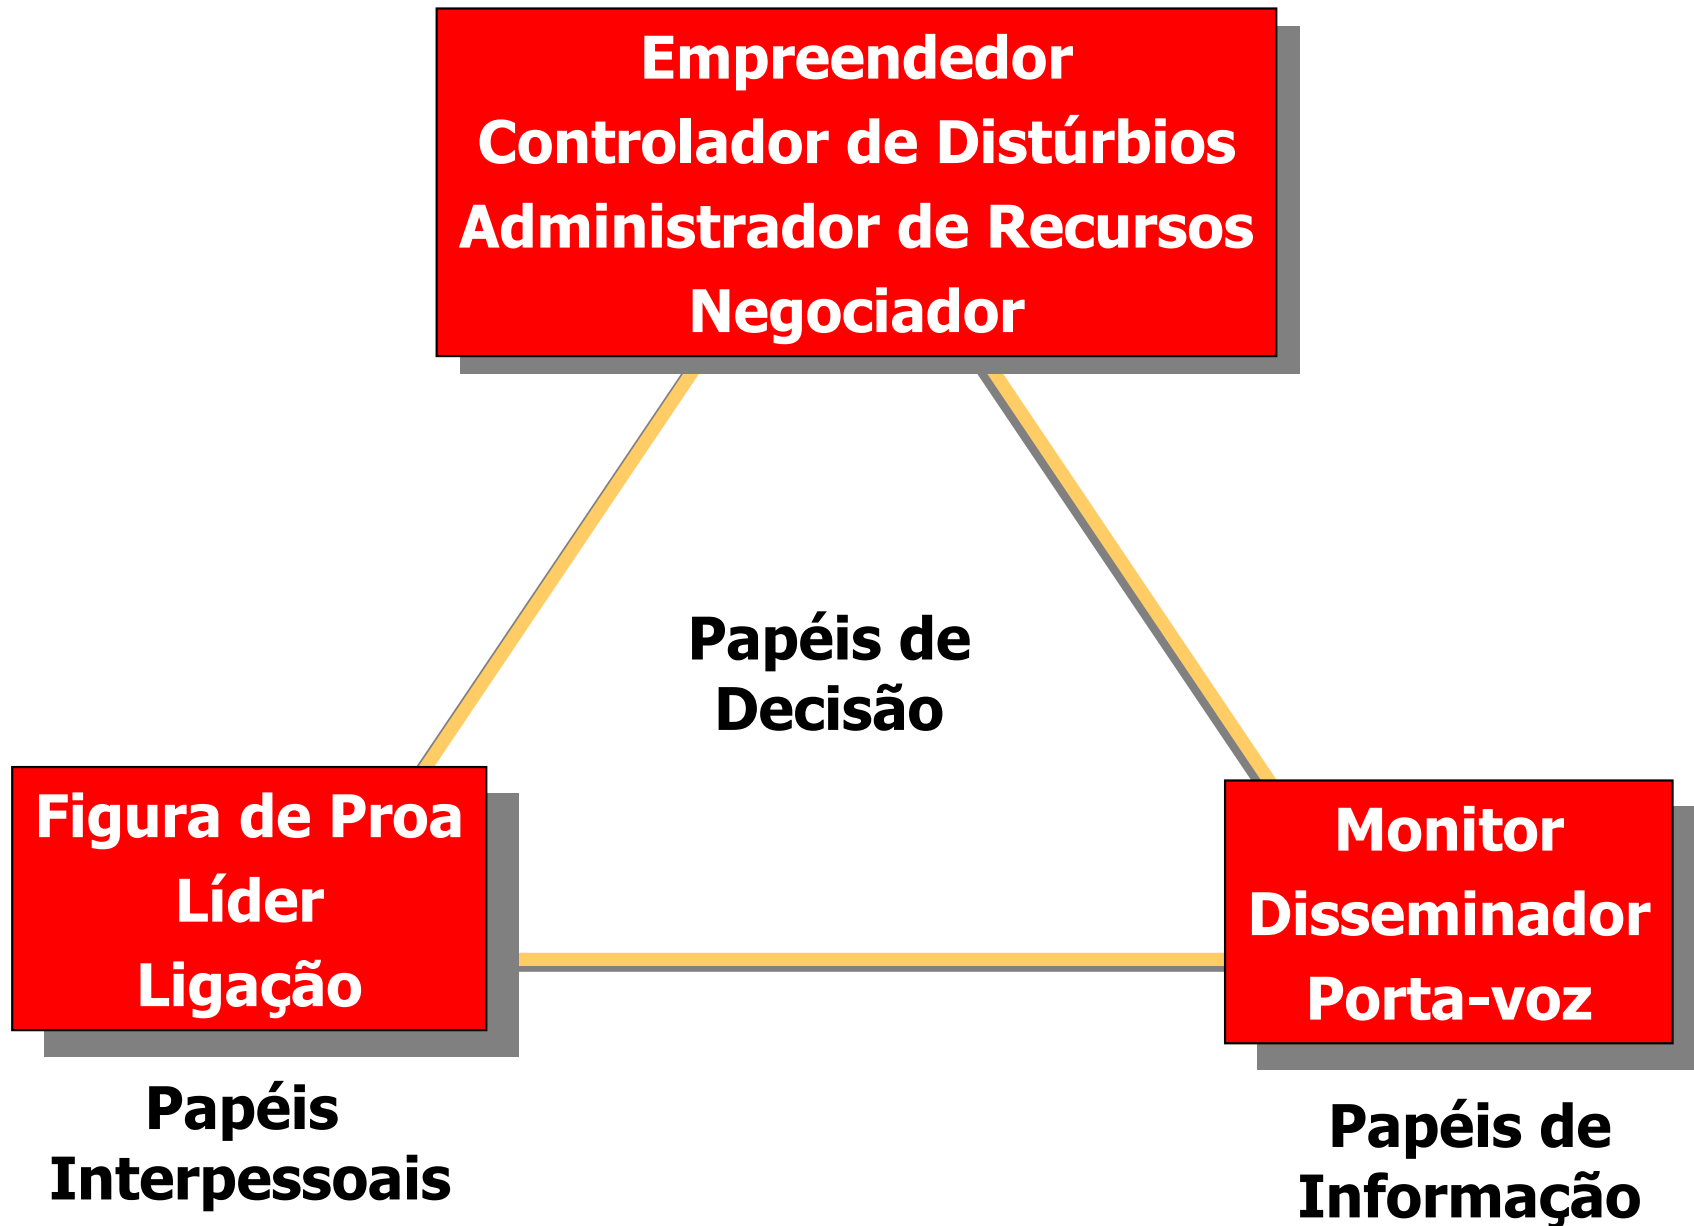 Empreendedor
Controlador de Distúrbios
Administrador de Recursos
Negociador
Papéis de
Decisão
Figura de Proa
Líder
Ligação
Papéis
Interpessoais
Monitor
Disseminador
Porta-voz
Papéis de
Informação